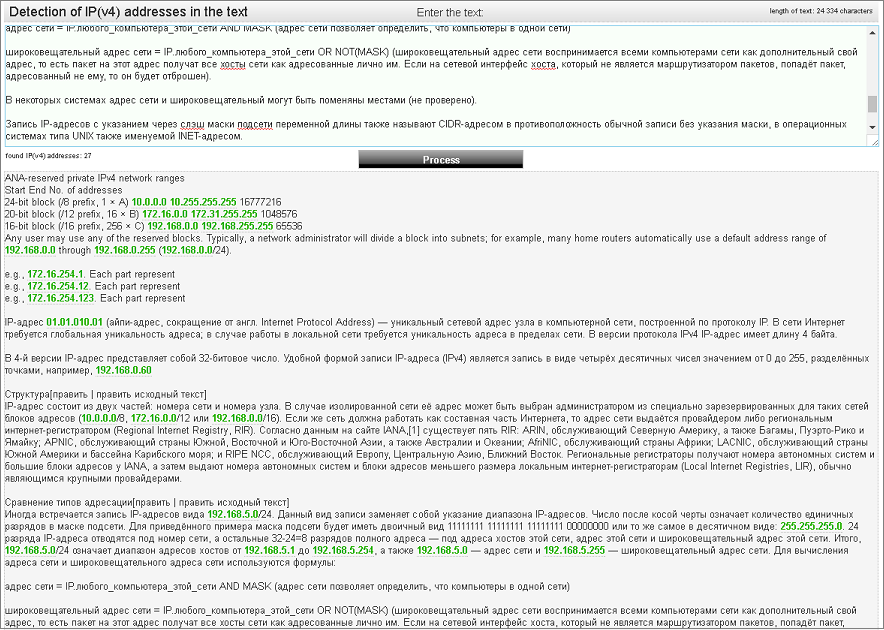 Detection of IP(v4) addresses in the text
Enter the text:
length of text: 24 334 characters
адрес сети = IP.любого_компьютера_этой_сети AND MASK (адрес сети позволяет определить, что компьютеры в одной сети)
широковещательный адрес сети = IP.любого_компьютера_этой_сети OR NOT(MASK) (широковещательный адрес сети воспринимается всеми компьютерами сети как дополнительный свой
адрес, то есть пакет на этот адрес получат все хосты сети как адресованные лично им. Если на сетевой интерфейс хоста, который не является маршрутизатором пакетов, попадёт пакет,
адресованный не ему, то он будет отброшен).
В некоторых системах адрес сети и широковещательный могут быть поменяны местами (не проверено).
Запись IP-адресов с указанием через слэш маски подсети переменной длины также называют CIDR-адресом в противоположность обычной записи без указания маски, в операционных
системах типа UNIX также именуемой INET-адресом.
found IP(v4) addresses: 27
Process
ANA-reserved private IPv4 network ranges
Start End No. of addresses
24-bit block (/8 prefix, 1 × A) 10.0.0.0 10.255.255.255 16777216
20-bit block (/12 prefix, 16 × B) 172.16.0.0 172.31.255.255 1048576
16-bit block (/16 prefix, 256 × C) 192.168.0.0 192.168.255.255 65536
Any user may use any of the reserved blocks. Typically, a network administrator will divide a block into subnets; for example, many home routers automatically use a default address range of
192.168.0.0 through 192.168.0.255 (192.168.0.0/24).
e.g., 172.16.254.1. Each part represent
e.g., 172.16.254.12. Each part represent
e.g., 172.16.254.123. Each part represent
IP-адрес 01.01.010.01 (айпи-адрес, сокращение от англ. Internet Protocol Address) — уникальный сетевой адрес узла в компьютерной сети, построенной по протоколу IP. В сети Интернет
требуется глобальная уникальность адреса; в случае работы в локальной сети требуется уникальность адреса в пределах сети. В версии протокола IPv4 IP-адрес имеет длину 4 байта.
В 4-й версии IP-адрес представляет собой 32-битовое число. Удобной формой записи IP-адреса (IPv4) является запись в виде четырёх десятичных чисел значением от 0 до 255, разделённых
точками, например, 192.168.0.60
Структура[править | править исходный текст]
IP-адрес состоит из двух частей: номера сети и номера узла. В случае изолированной сети её адрес может быть выбран администратором из специально зарезервированных для таких сетей
блоков адресов (10.0.0.0/8, 172.16.0.0/12 или 192.168.0.0/16). Если же сеть должна работать как составная часть Интернета, то адрес сети выдаётся провайдером либо региональным
интернет-регистратором (Regional Internet Registry, RIR). Согласно данным на сайте IANA,[1] существует пять RIR: ARIN, обслуживающий Северную Америку, а также Багамы, Пуэрто-Рико и
Ямайку; APNIC, обслуживающий страны Южной, Восточной и Юго-Восточной Азии, а также Австралии и Океании; AfriNIC, обслуживающий страны Африки; LACNIC, обслуживающий страны
Южной Америки и бассейна Карибского моря; и RIPE NCC, обслуживающий Европу, Центральную Азию, Ближний Восток. Региональные регистраторы получают номера автономных систем и
большие блоки адресов у IANA, а затем выдают номера автономных систем и блоки адресов меньшего размера локальным интернет-регистраторам (Local Internet Registries, LIR), обычно
являющимся крупными провайдерами.
Сравнение типов адресации[править | править исходный текст]
Иногда встречается запись IP-адресов вида 192.168.5.0/24. Данный вид записи заменяет собой указание диапазона IP-адресов. Число после косой черты означает количество единичных
разрядов в маске подсети. Для приведённого примера маска подсети будет иметь двоичный вид 11111111 11111111 11111111 00000000 или то же самое в десятичном виде: 255.255.255.0. 24
разряда IP-адреса отводятся под номер сети, а остальные 32-24=8 разрядов полного адреса — под адреса хостов этой сети, адрес этой сети и широковещательный адрес этой сети. Итого,
192.168.5.0/24 означает диапазон адресов хостов от 192.168.5.1 до 192.168.5.254, а также 192.168.5.0 — адрес сети и 192.168.5.255 — широковещательный адрес сети. Для вычисления
адреса сети и широковещательного адреса сети используются формулы:
адрес сети = IP.любого_компьютера_этой_сети AND MASK (адрес сети позволяет определить, что компьютеры в одной сети)
широковещательный адрес сети = IP.любого_компьютера_этой_сети OR NOT(MASK) (широковещательный адрес сети воспринимается всеми компьютерами сети как дополнительный свой
адрес, то есть пакет на этот адрес получат все хосты сети как адресованные лично им. Если на сетевой интерфейс хоста, который не является маршрутизатором пакетов, попадёт пакет,